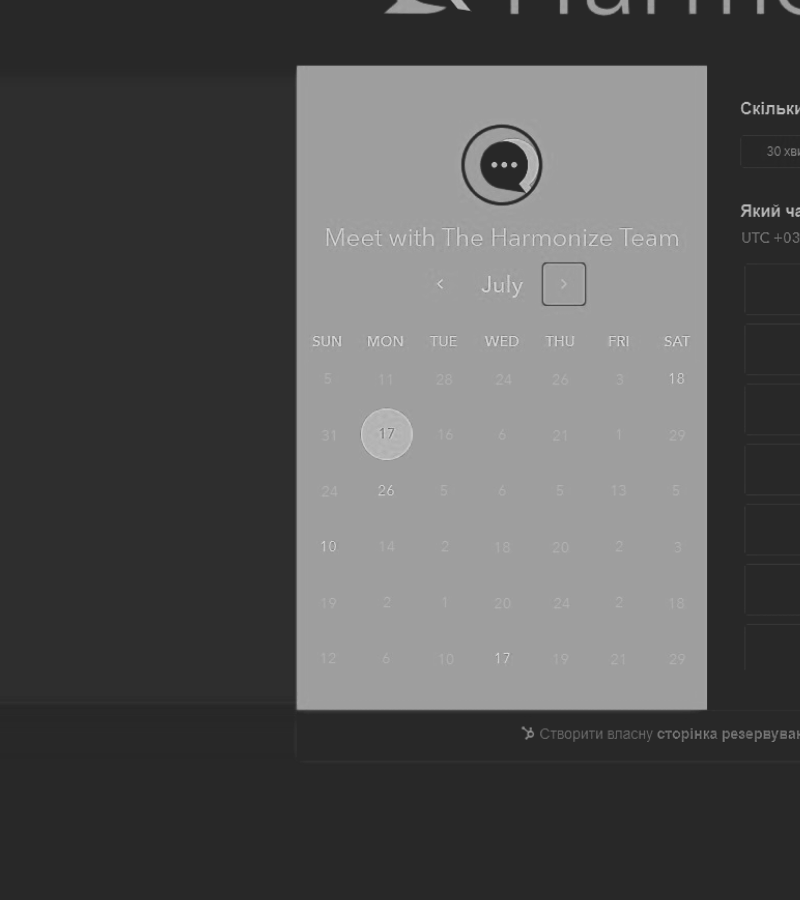 Meet with The Harmonize Team
July
SUN MON TUE WED THU FRI SAT
5 11 28 24 26 3 18
31 17 16 6 21 1 29
24 26 5 6 5 13 5
10 14 2 18 20 2 3
19 2 1 20 24 2 18
12 6 10 17 19 21 29
Скільки
30 хви
Який ча
UTC +03
Створити власну сторінка резервуван